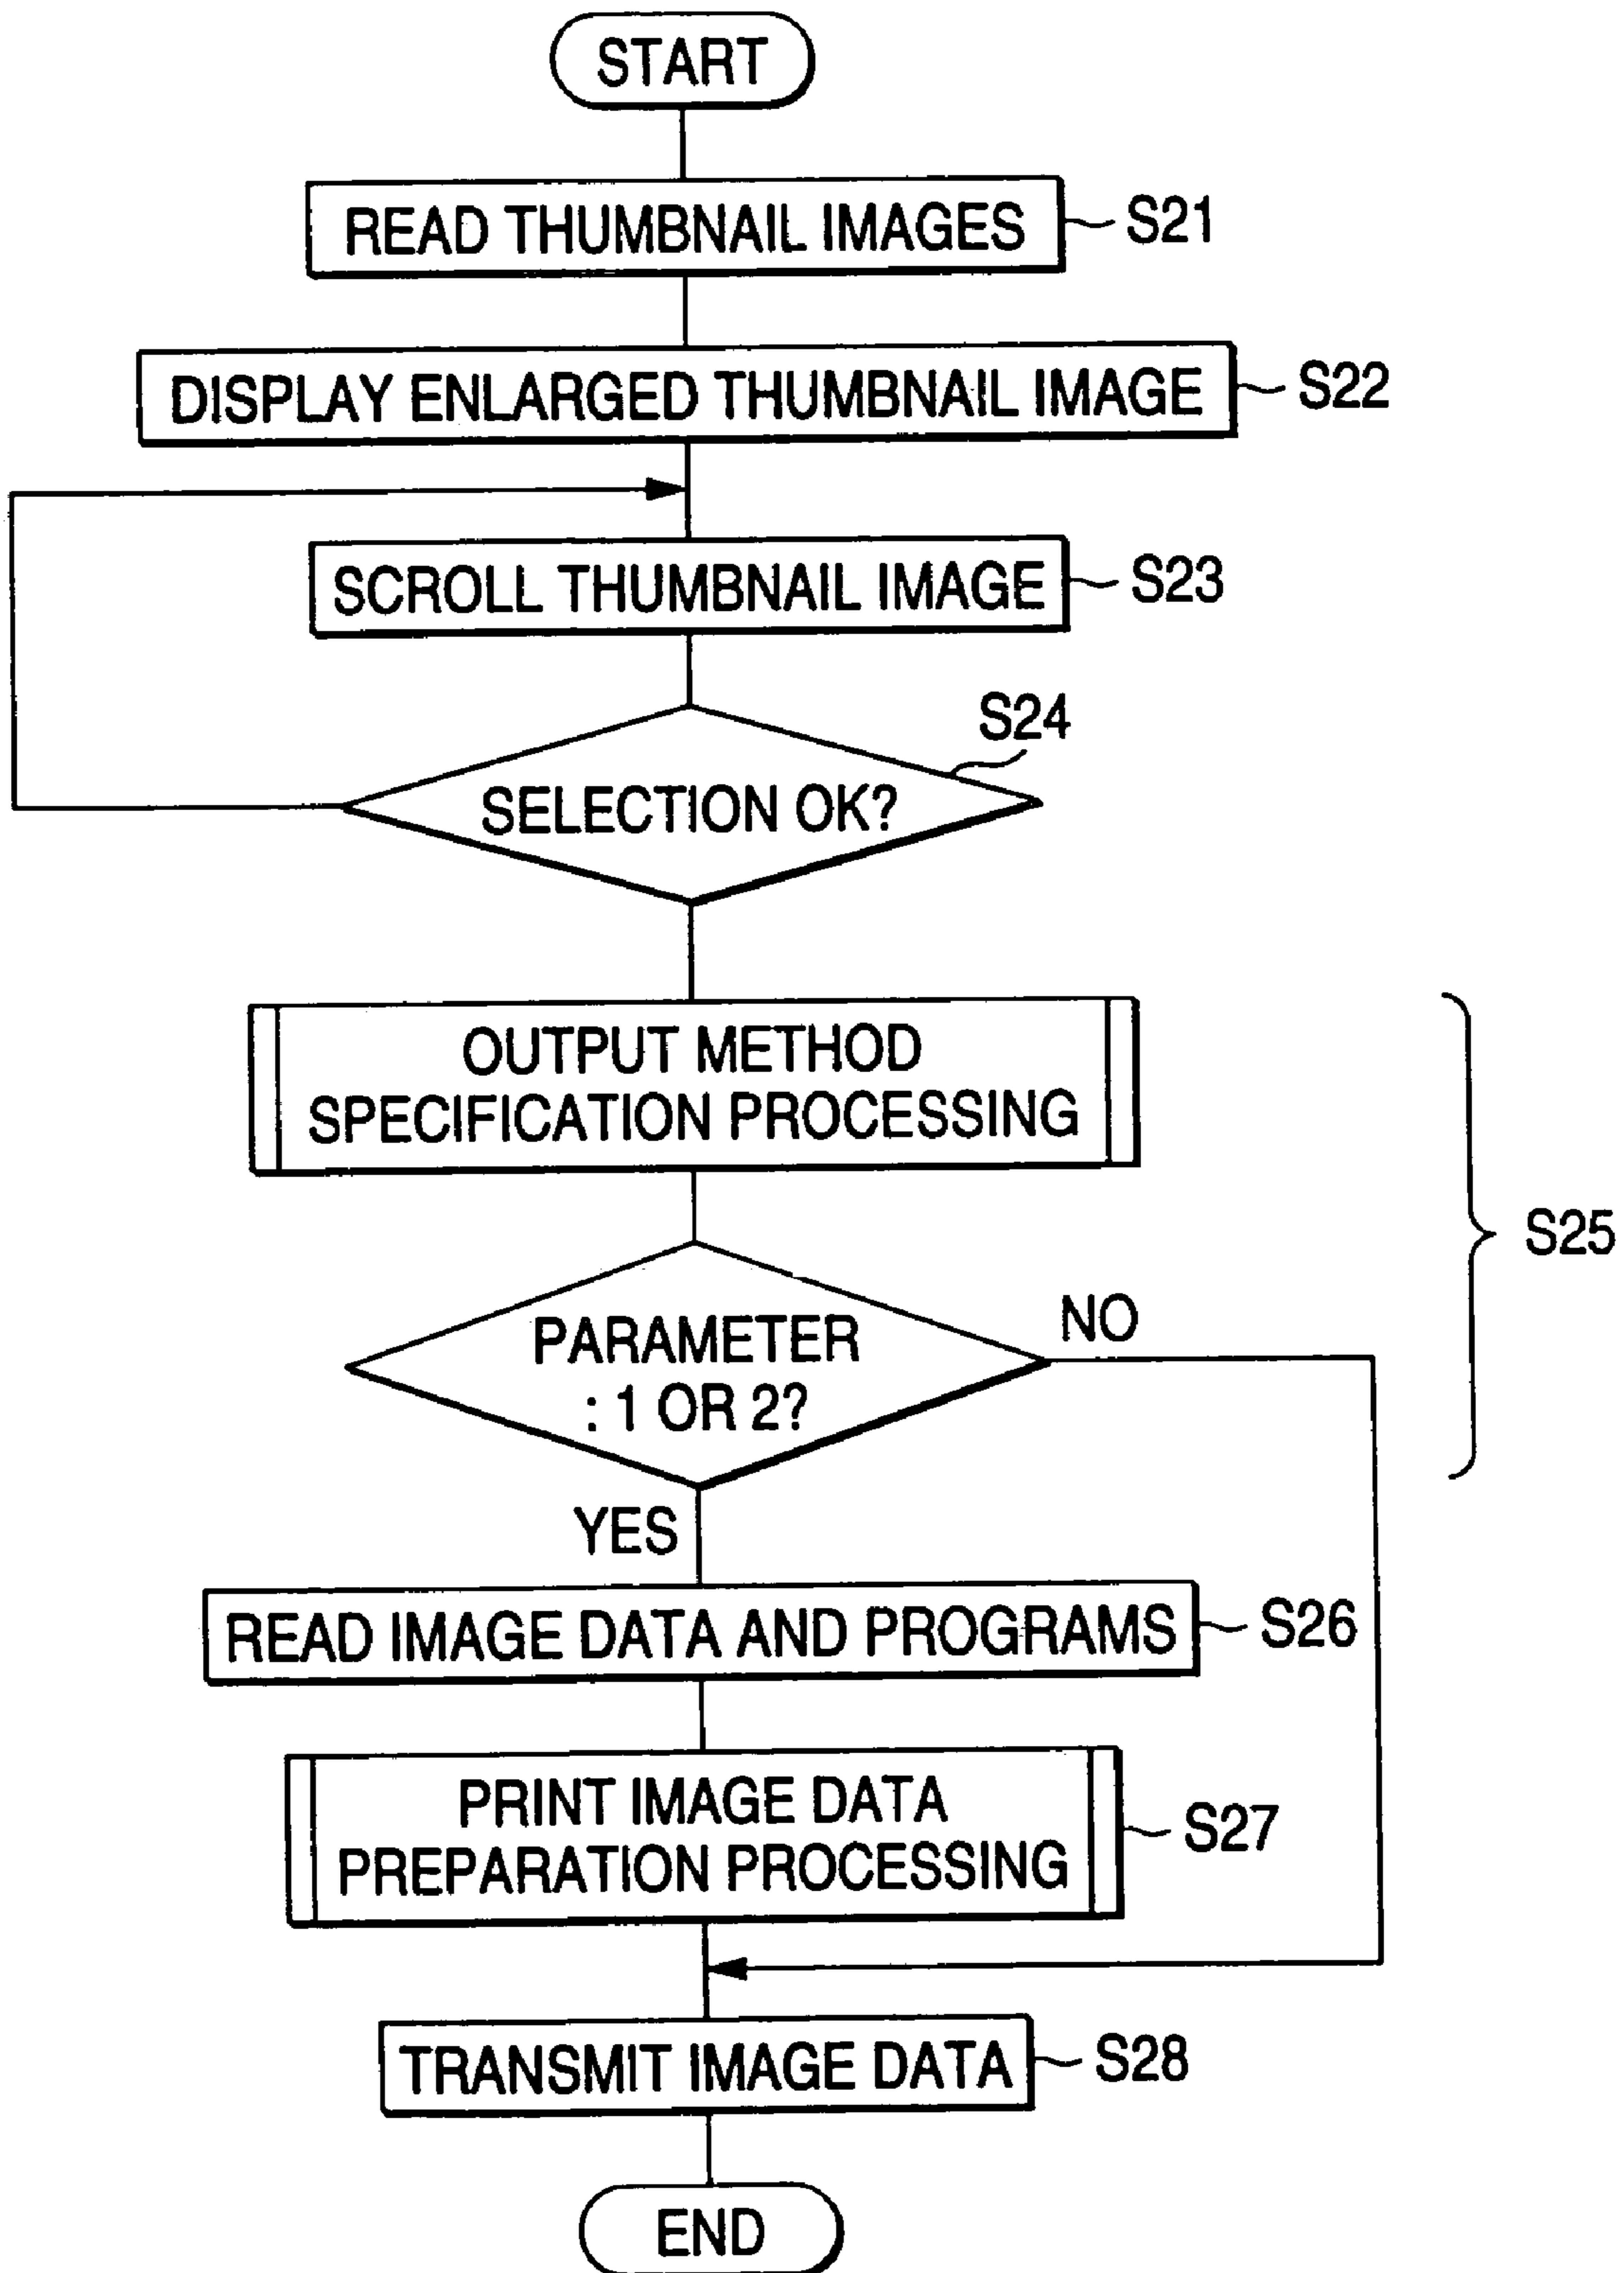 START
READ THUMBNAIL IMAGES
S21
DISPLAY ENLARGED THUMBNAIL IMAGE
S22
SCROLL THUMBNAIL IMAGE
S23
S24
SELECTION OK?
OUTPUT METHOD
SPECIFICATION PROCESSING
S25
PARAMETER
: 1 OR 2?
NO
YES
READ IMAGE DATA AND PROGRAMS
S26
PRINT IMAGE DATA
PREPARATION PROCESSING
S27
TRANSMIT IMAGE DATA
S28
END